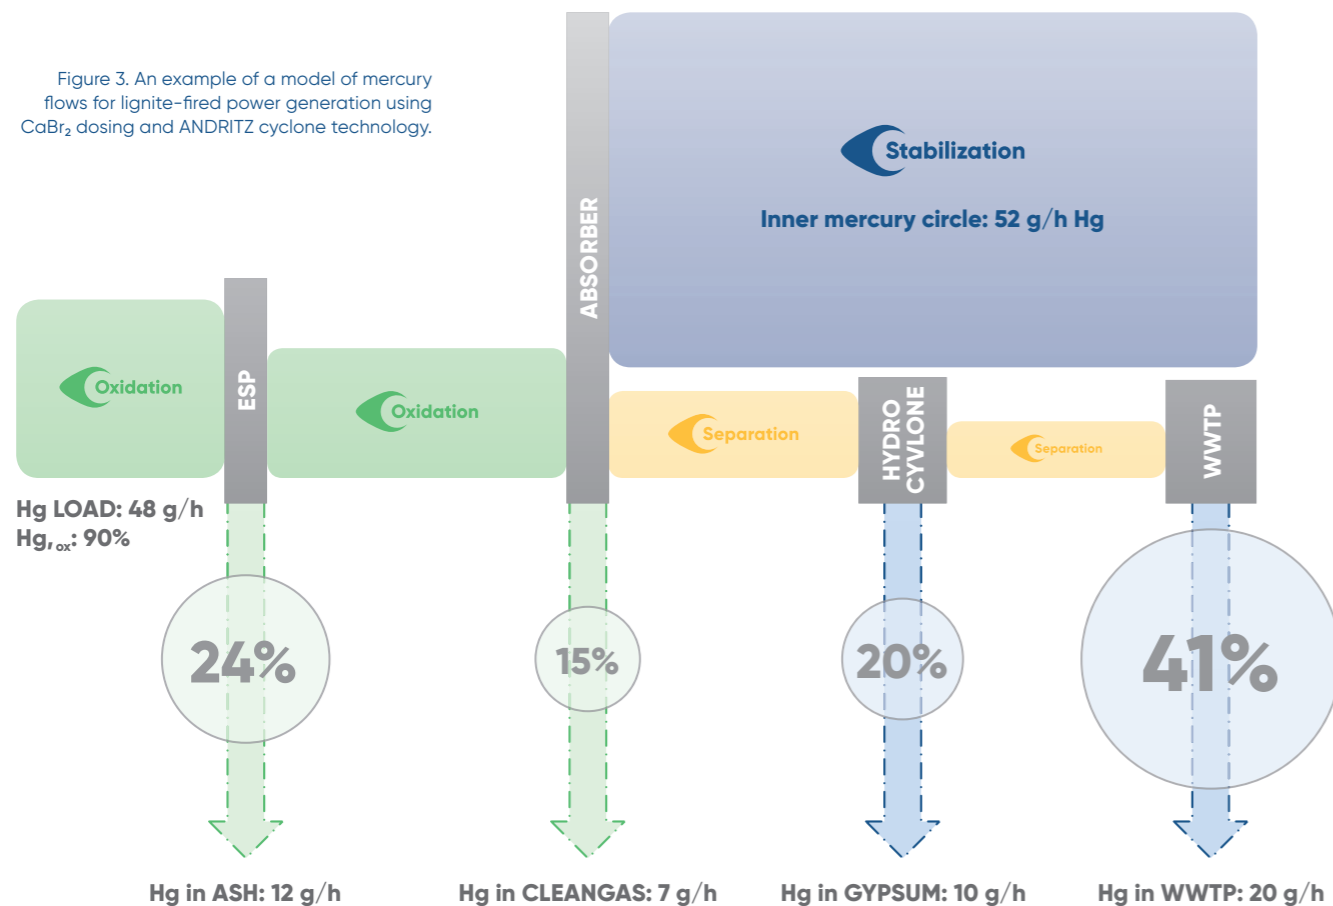 Figure 3. An example of a model of mercury
flows for lignite-fired power generation using
CaBr₂ dosing and ANDRITZ cyclone technology.
Stabilization
Inner mercury circle: 52 g/h Hg
ABSORBER
ESP
Oxidation
Oxidation
Separation
HYDRO
CYVLONE
Separation
WWTP
Hg LOAD: 48 g/h
Hg,ox: 90%
24%
15%
20%
41%
Hg in ASH: 12 g/h
Hg in CLEANGAS: 7 g/h
Hg in GYPSUM: 10 g/h
Hg in WWTP: 20 g/h